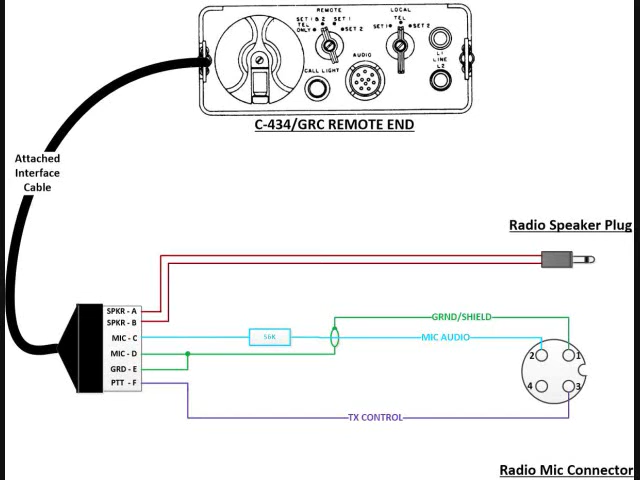 REMOTE
SET 1 & 2 SET 1
TEL ONLY SET 2
LOCAL
TEL
SET 1 SET 2
AUDIO
CALL LIGHT
L1
LINE
L2
C-434/GRC REMOTE END
Attached
Interface
Cable
Radio Speaker Plug
SPKR - A
SPKR - B
MIC - C
MIC - D
GRD - E
PTT - F
56K
GRND/SHIELD
MIC AUDIO
TX CONTROL
2
1
4
3
Radio Mic Connector